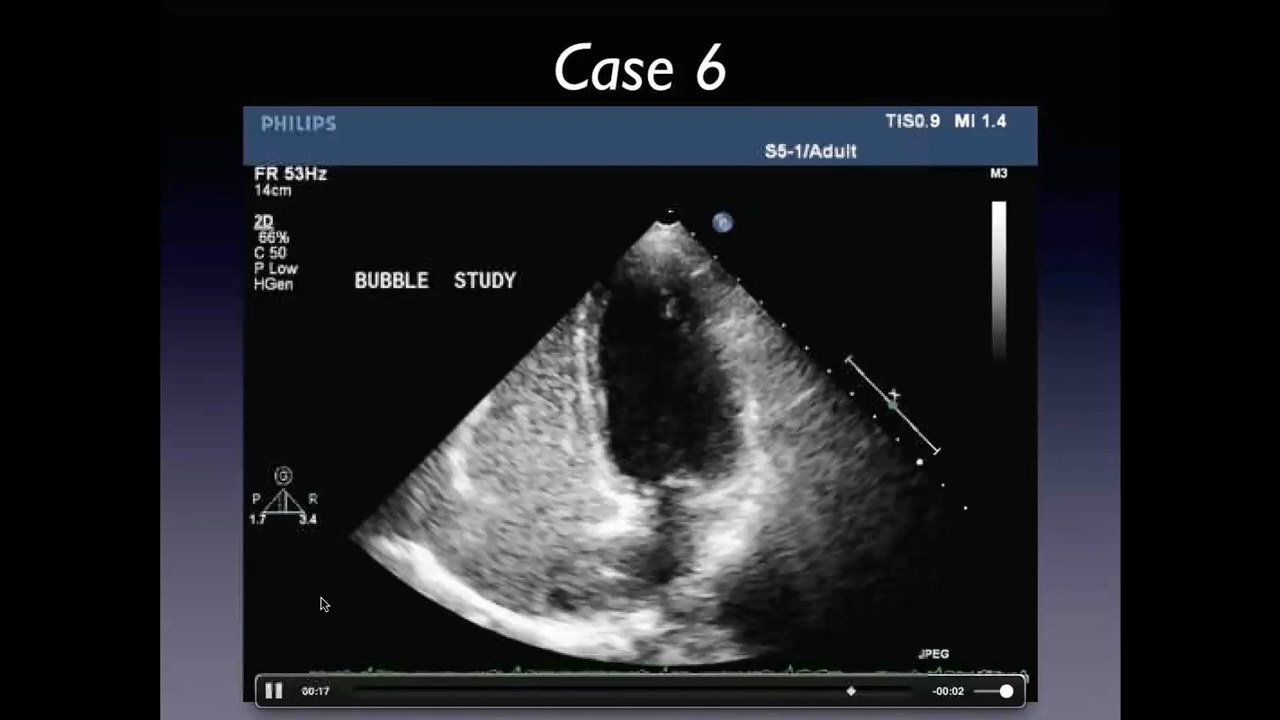 Case 6
PHILIPS
TIS0.9 MI 1.4
S5-1/Adult
FR 53Hz
14cm
M3
2D
66%
C 50
P Low
HGen
BUBBLE STUDY
G
P R
1.7 3.4
JPEG
00:17
-00:02